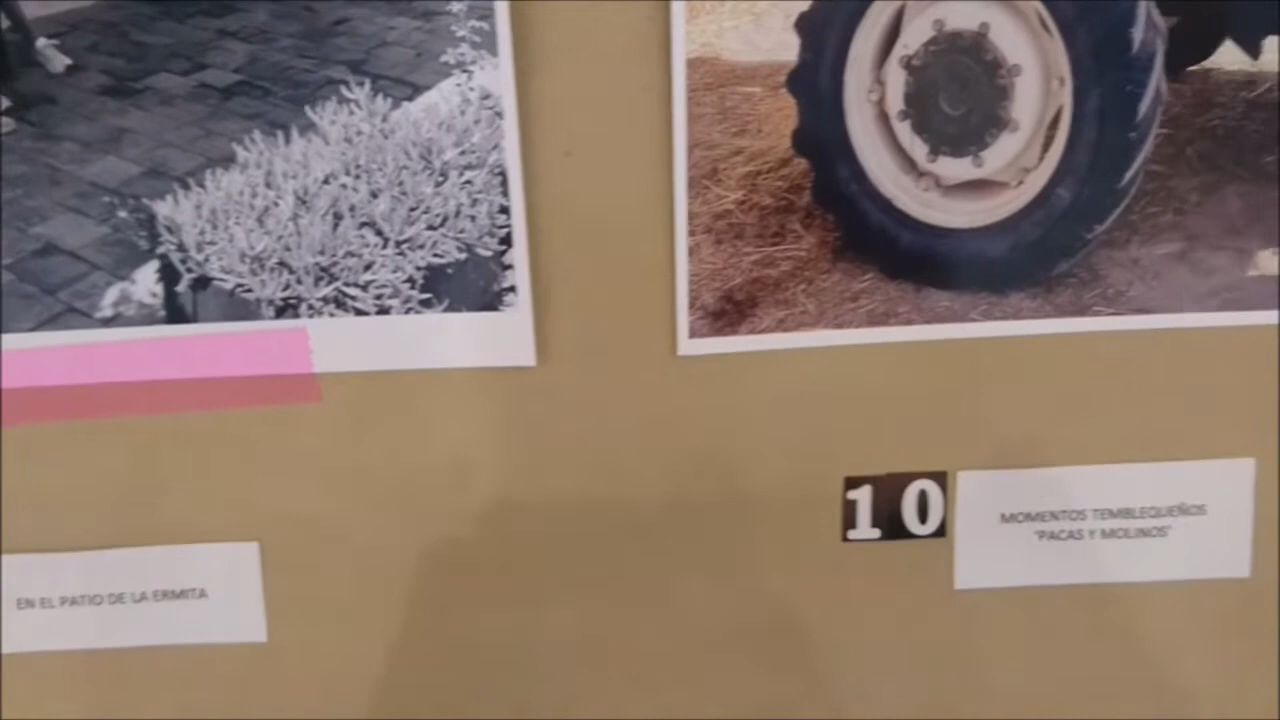 EN EL PATIO DE LA ERMITA
10
MOMENTOS TEMBLEQUEÑOS
'PACAS Y MOLINOS'